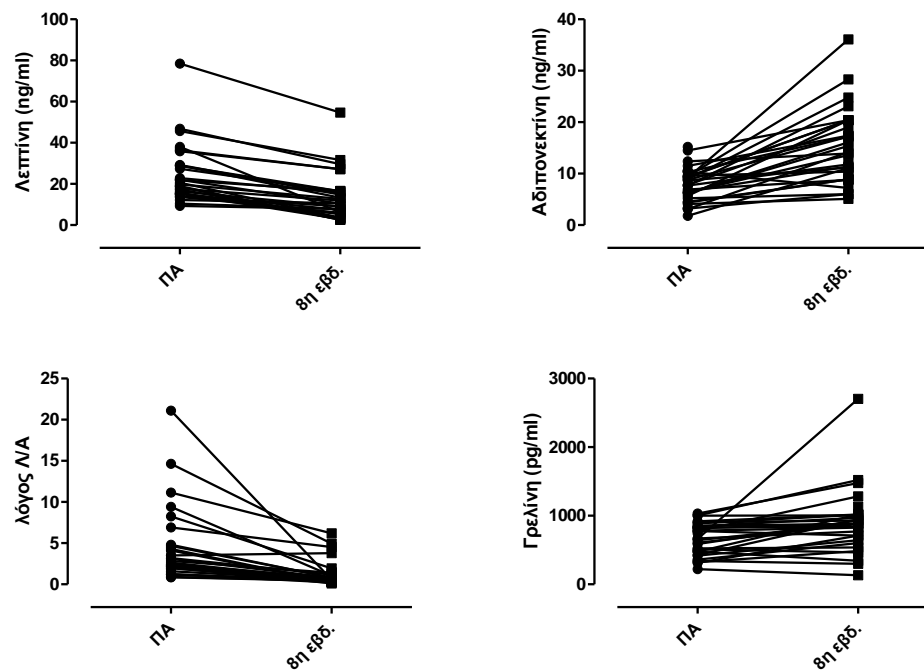 Λεπτίνη (ng/ml)
100
80
60
40
20
0
ΠΑ
8η εβδ.
Αδιπονεκτίνη (ng/ml)
40
30
20
10
0
ΠΑ
8η εβδ.
λόγος Λ/Α
25
20
15
10
5
0
ΠΑ
8η εβδ.
Γρελίνη (pg/ml)
3000
2000
1000
0
ΠΑ
8η εβδ.